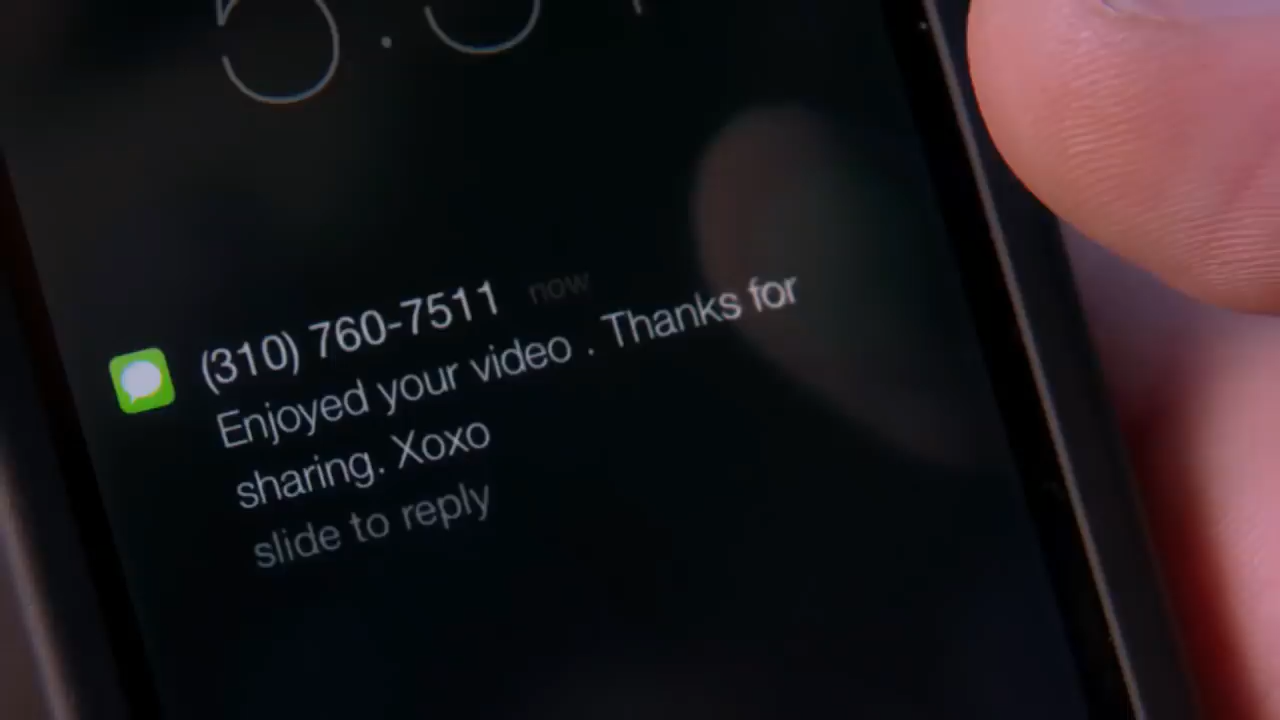 (310) 760-7511 now
Enjoyed your video . Thanks for
sharing. Xoxo
slide to reply